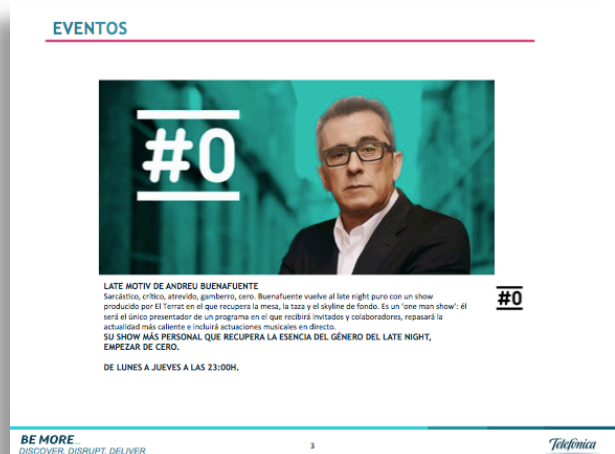 EVENTOS
#0
LATE MOTIV DE ANDREU BUENAFUENTE
Sarcástico, crítico, atrevido, gamberro, cero. Buenafuente vuelve al late night puro con un show
producido por El Terrat en el que recupera la mesa, la taza y el skyline de fondo. Es un 'one man show': él
será el único presentador de un programa en el que recibirá invitados y colaboradores, repasará la
actualidad más caliente e incluirá actuaciones musicales en directo.
SU SHOW MÁS PERSONAL QUE RECUPERA LA ESENCIA DEL GÉNERO DEL LATE NIGHT,
EMPEZAR DE CERO.
DE LUNES A JUEVES A LAS 23:00H.
#0
BE MORE_
DISCOVER, DISRUPT, DELIVER
3
Telefónica